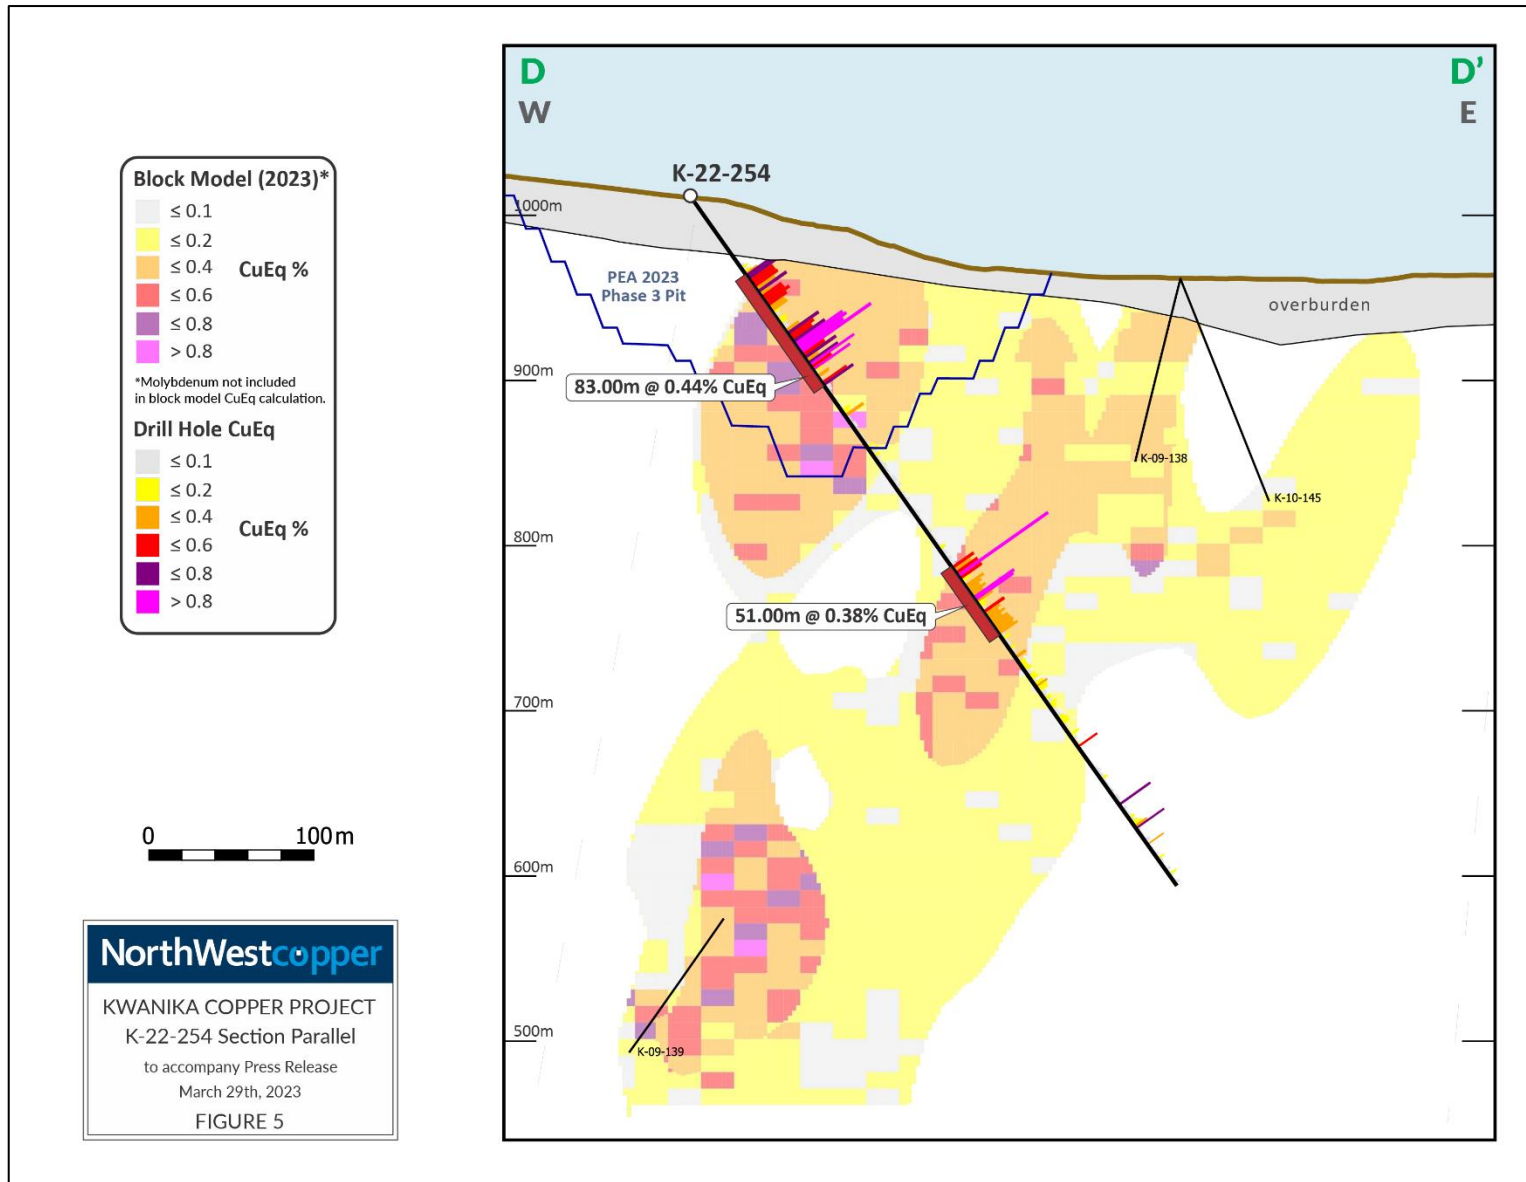 D
W
D’
E
K-22-254
1000m
PEA 2023
Phase 3 Pit
overburden
900m
83.00m @ 0.44% CuEq
K-09-138
K-10-145
800m
51.00m @ 0.38% CuEq
700m
600m
500m
K-09-139
Block Model (2023)*
≤ 0.1
≤ 0.2
≤ 0.4
CuEq %
≤ 0.6
≤ 0.8
> 0.8
*Molybdenum not included
in block model CuEq calculation.
Drill Hole CuEq
≤ 0.1
≤ 0.2
≤ 0.4
CuEq %
≤ 0.6
≤ 0.8
> 0.8
0 100m
NorthWestcopper
KWANIKA COPPER PROJECT
K-22-254 Section Parallel
to accompany Press Release
March 29th, 2023
FIGURE 5